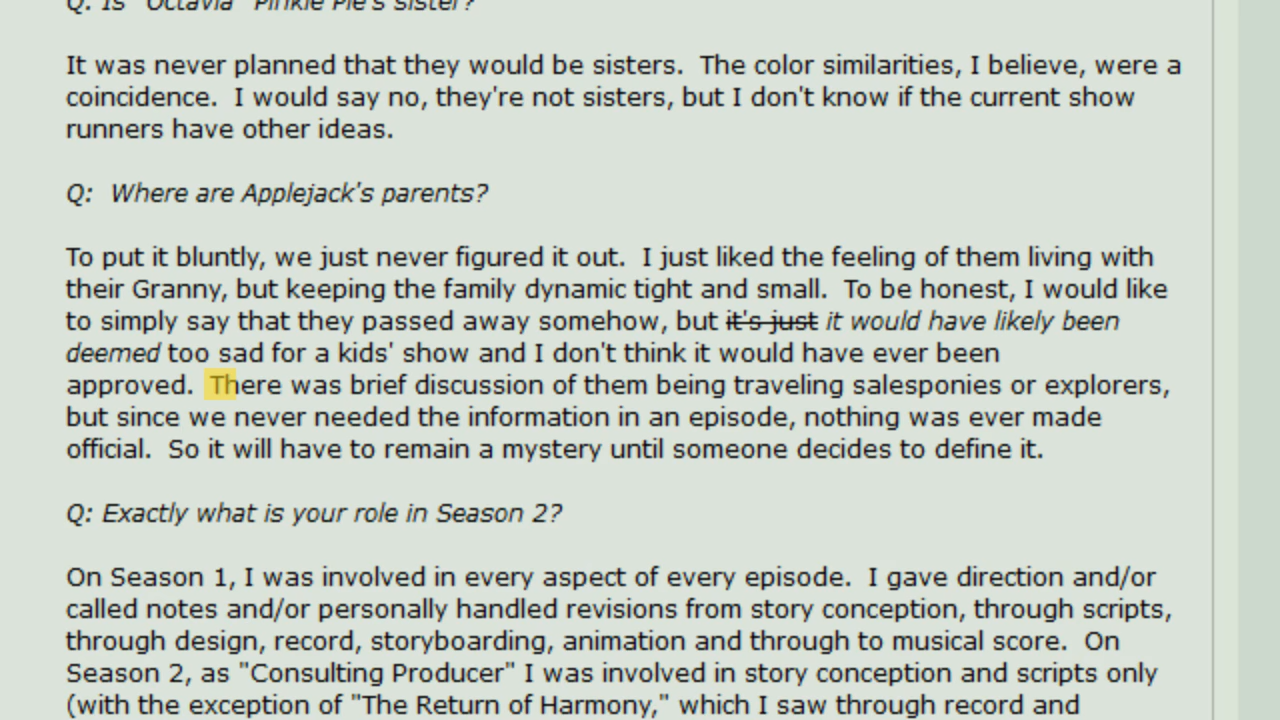 Q: Is "Octavia" Pinkie Pie's sister?
It was never planned that they would be sisters.  The color similarities, I believe, were a
coincidence.  I would say no, they're not sisters, but I don't know if the current show
runners have other ideas.
Q:  Where are Applejack's parents?
To put it bluntly, we just never figured it out.  I just liked the feeling of them living with
their Granny, but keeping the family dynamic tight and small.  To be honest, I would like
to simply say that they passed away somehow, but it's just it would have likely been
deemed too sad for a kids' show and I don't think it would have ever been
approved.  There was brief discussion of them being traveling salesponies or explorers,
but since we never needed the information in an episode, nothing was ever made
official.  So it will have to remain a mystery until someone decides to define it.
Q: Exactly what is your role in Season 2?
On Season 1, I was involved in every aspect of every episode.  I gave direction and/or
called notes and/or personally handled revisions from story conception, through scripts,
through design, record, storyboarding, animation and through to musical score.  On
Season 2, as "Consulting Producer" I was involved in story conception and scripts only
(with the exception of "The Return of Harmony," which I saw through record and